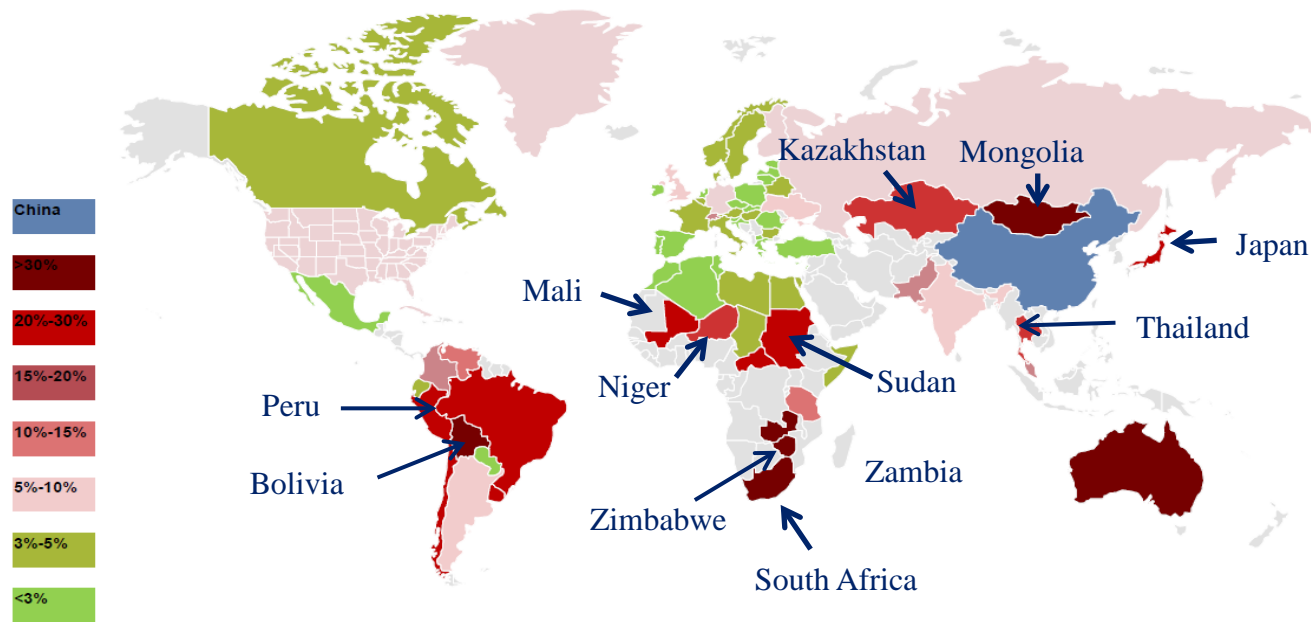 China
>30%
20%-30%
15%-20%
10%-15%
5%-10%
3%-5%
<3%
Kazakhstan
Mongolia
Japan
Mali
Thailand
Niger
Sudan
Peru
Bolivia
Zambia
Zimbabwe
South Africa